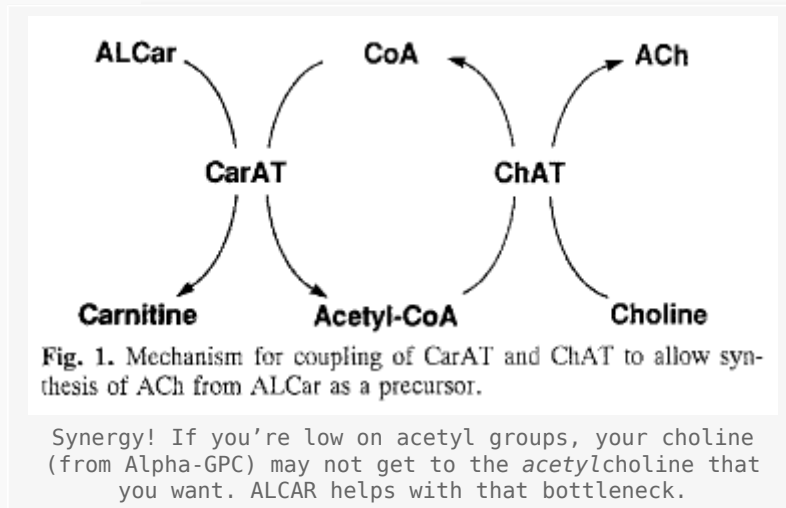 ALCar CoA ACh
CarAT ChAT
Carnitine Acetyl-CoA Choline
Fig. 1. Mechanism for coupling of CarAT and ChAT to allow syn-
thesis of ACh from ALCar as a precursor.
Synergy! If you’re low on acetyl groups, your choline
(from Alpha-GPC) may not get to the acetylcholine that
you want. ALCAR helps with that bottleneck.